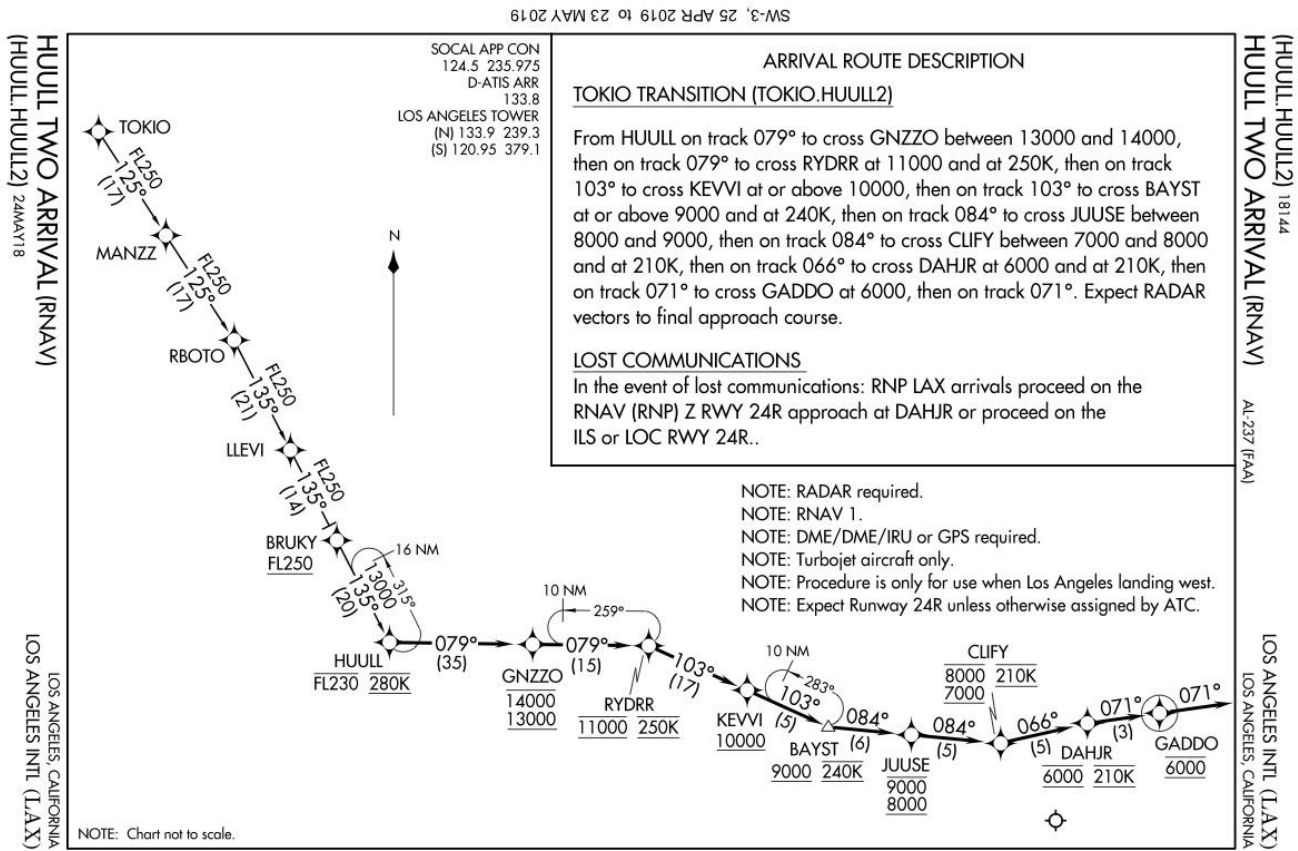 SW-3, 25 APR 2019 to 23 MAY 2019
(HUULL.HUULL2) 24MAY18
HUULL TWO ARRIVAL (RNAV)
LOS ANGELES INTL (LAX)
LOS ANGELES, CALIFORNIA
(HUULL.HUULL2) 18144
HUULL TWO ARRIVAL (RNAV)
AL-237 (FAA)
LOS ANGELES INTL (LAX)
LOS ANGELES, CALIFORNIA
SOCAL APP CON
124.5 235.975
D-ATIS ARR
133.8
LOS ANGELES TOWER
(N) 133.9 239.3
(S) 120.95 379.1
ARRIVAL ROUTE DESCRIPTION
TOKIO TRANSITION (TOKIO.HUULL2)
From HUULL on track 079° to cross GNZZO between 13000 and 14000,
then on track 079° to cross RYDRR at 11000 and at 250K, then on track
103° to cross KEVVI at or above 10000, then on track 103° to cross BAYST
at or above 9000 and at 240K, then on track 084° to cross JUUSE between
8000 and 9000, then on track 084° to cross CLIFY between 7000 and 8000
and at 210K, then on track 066° to cross DAHJR at 6000 and at 210K, then
on track 071° to cross GADDO at 6000, then on track 071°. Expect RADAR
vectors to final approach course.
LOST COMMUNICATIONS
In the event of lost communications: RNP LAX arrivals proceed on the
RNAV (RNP) Z RWY 24R approach at DAHJR or proceed on the
ILS or LOC RWY 24R..
NOTE: RADAR required.
NOTE: RNAV 1.
NOTE: DME/DME/IRU or GPS required.
NOTE: Turbojet aircraft only.
NOTE: Procedure is only for use when Los Angeles landing west.
NOTE: Expect Runway 24R unless otherwise assigned by ATC.
N
TOKIO
FL250
125°
(17)
MANZZ
FL250
125°
(17)
RBOTO
FL250
135°
(21)
LLEVI
FL250
135°
(14)
BRUKY
FL250
16 NM
315°
13000
135°
(20)
HUULL
FL230 280K
079°
(35)
GNZZO
14000
13000
10 NM
259°
079°
(15)
RYDRR
11000 250K
103°
(17)
KEVVI
10000
10 NM
283°
103°
(5)
BAYST
9000 240K
084°
(6)
JUUSE
9000
8000
084°
(5)
CLIFY
8000 210K
7000
066°
(5)
DAHJR
6000 210K
071°
(3)
GADDO
6000
071°
NOTE: Chart not to scale.